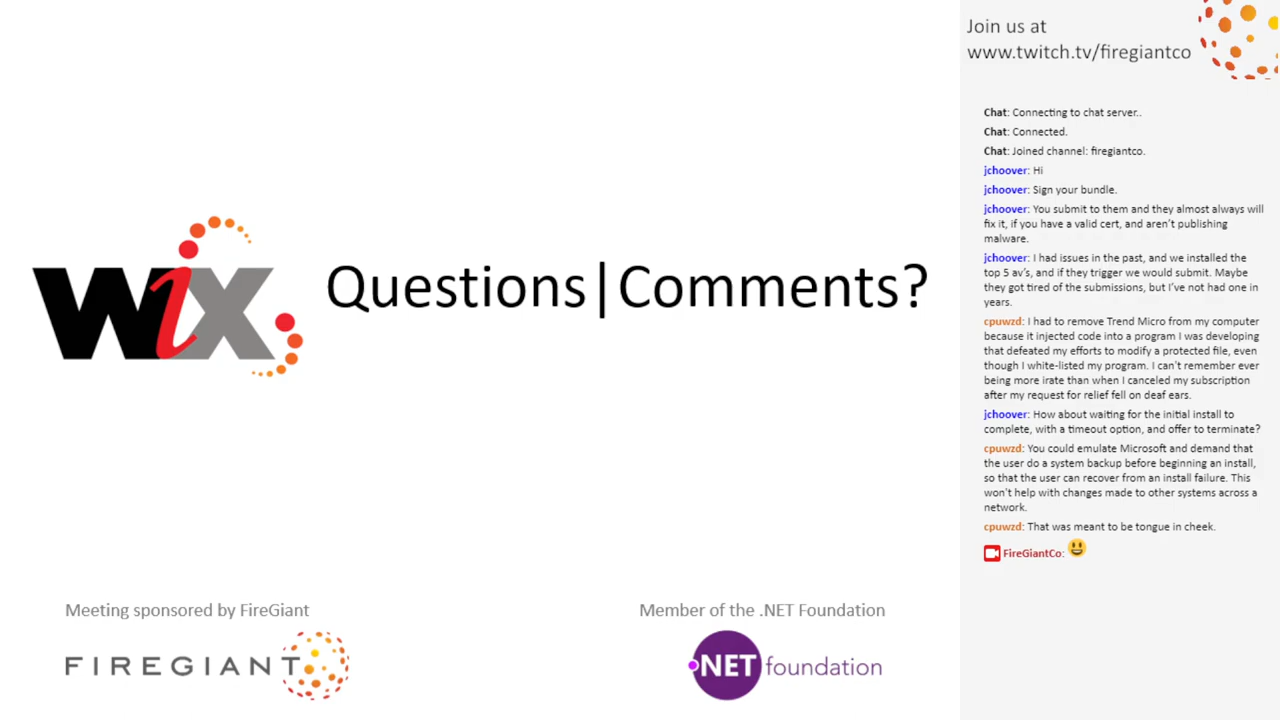 WiX
Questions|Comments?
Meeting sponsored by FireGiant
FIREGIANT
Member of the .NET Foundation
.NET foundation
Join us at
www.twitch.tv/firegiantco
Chat: Connecting to chat server..
Chat: Connected.
Chat: Joined channel: firegiantco.
jchoover: Hi
jchoover: Sign your bundle.
jchoover: You submit to them and they almost always will
fix it, if you have a valid cert, and aren't publishing
malware.
jchoover: I had issues in the past, and we installed the
top 5 av's, and if they trigger we would submit. Maybe
they got tired of the submissions, but I've not had one in
years.
cpuwzd: I had to remove Trend Micro from my computer
because it injected code into a program I was developing
that defeated my efforts to modify a protected file, even
though I white-listed my program. I can't remember ever
being more irate than when I canceled my subscription
after my request for relief fell on deaf ears.
jchoover: How about waiting for the initial install to
complete, with a timeout option, and offer to terminate?
cpuwzd: You could emulate Microsoft and demand that
the user do a system backup before beginning an install,
so that the user can recover from an install failure. This
won't help with changes made to other systems across a
network.
cpuwzd: That was meant to be tongue in cheek.
FireGiantCo: